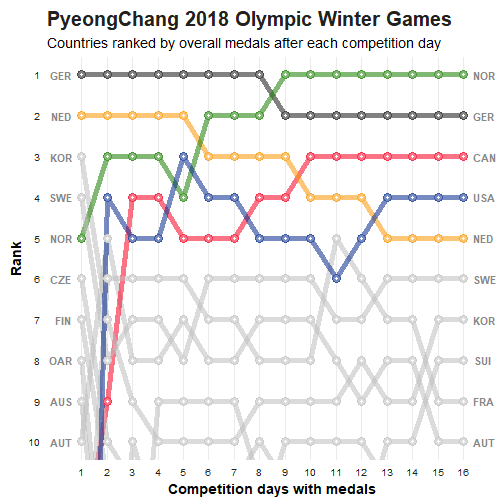 PyeongChang 2018 Olympic Winter Games
Countries ranked by overall medals after each competition day
1 GER NOR
2 NED GER
3 KOR CAN
4 SWE USA
5 NOR NED
6 CZE SWE
7 FIN KOR
8 OAR SUI
9 AUS FRA
10 AUT AUT
Rank
1 2 3 4 5 6 7 8 9 10 11 12 13 14 15 16
Competition days with medals